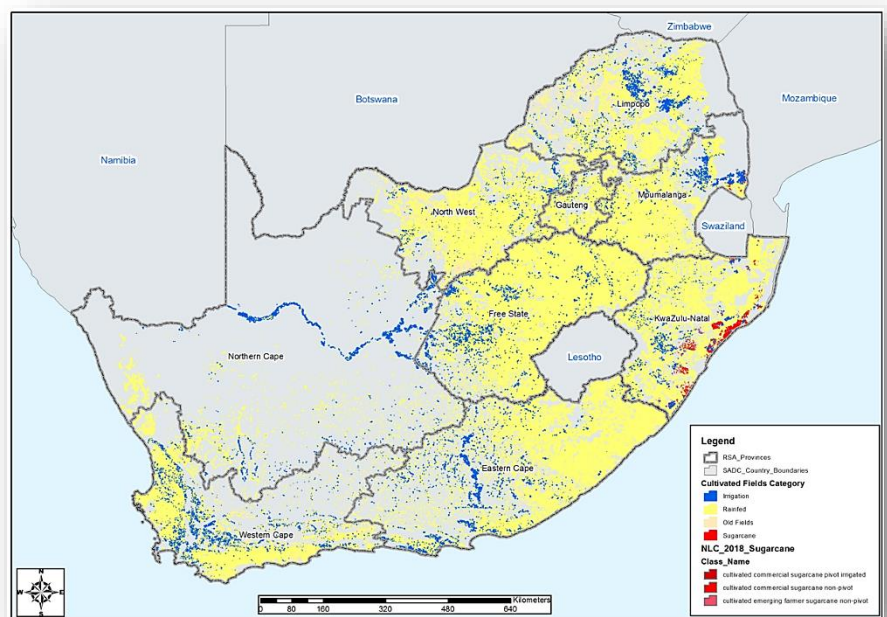 Zimbabwe
Botswana
Mozambique
Namibia
Limpopo
North West
Gauteng
Mpumalanga
Swaziland
Free State
KwaZulu-Natal
Lesotho
Northern Cape
Eastern Cape
Western Cape
Legend
RSA_Provinces
SADC_Country_Boundaries
Cultivated Fields Category
Irrigation
Rainfed
Old Fields
Sugarcane
NLC_2018_Sugarcane
Class_Name
cultivated commercial sugarcane pivot irrigated
cultivated commercial sugarcane non-pivot
cultivated emerging farmer sugarcane non-pivot
N
W E
S
Kilometers
0 80 160 320 480 640